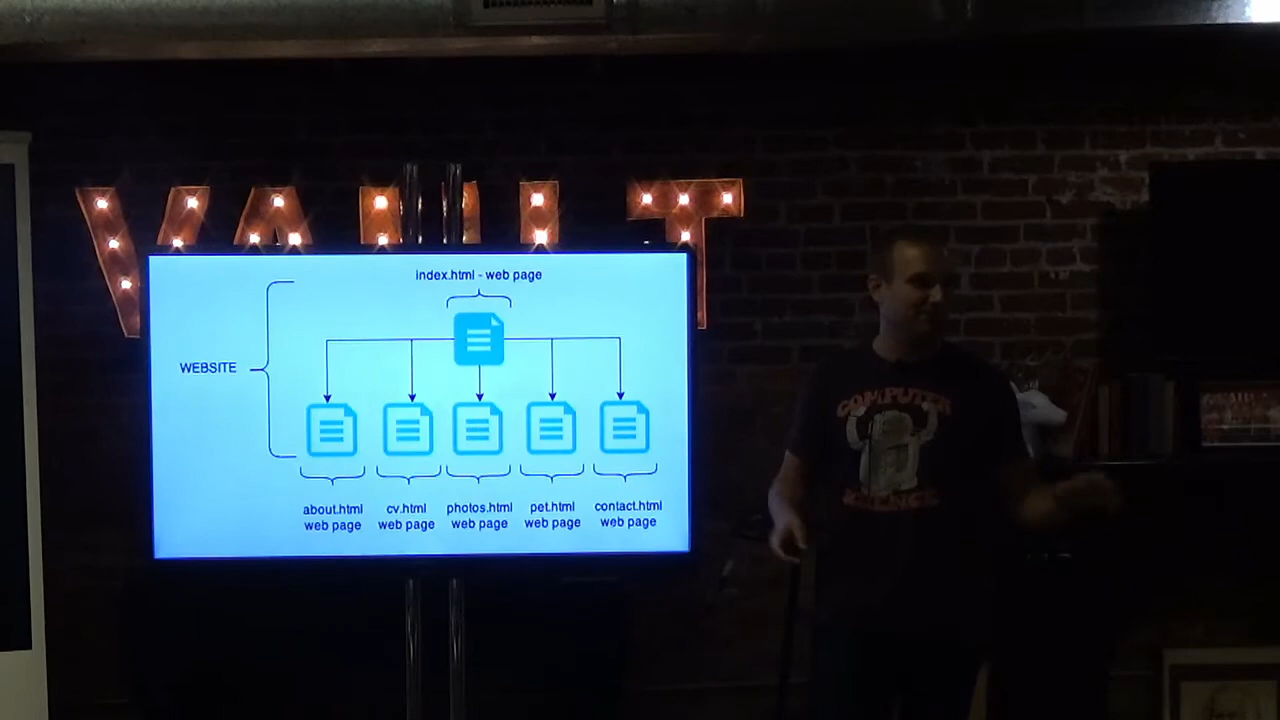 VAULT
index.html - web page
WEBSITE
about.html
web page
cv.html
web page
photos.html
web page
pet.html
web page
contact.html
web page
COMPUTER
SCIENCE